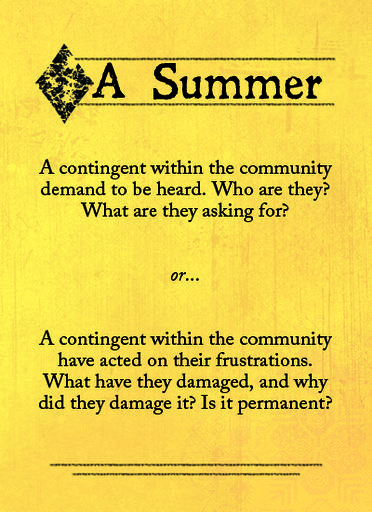 A Summer
A contingent within the community
demand to be heard. Who are they?
What are they asking for?
or...
A contingent within the community
have acted on their frustrations.
What have they damaged, and why
did they damage it? Is it permanent?